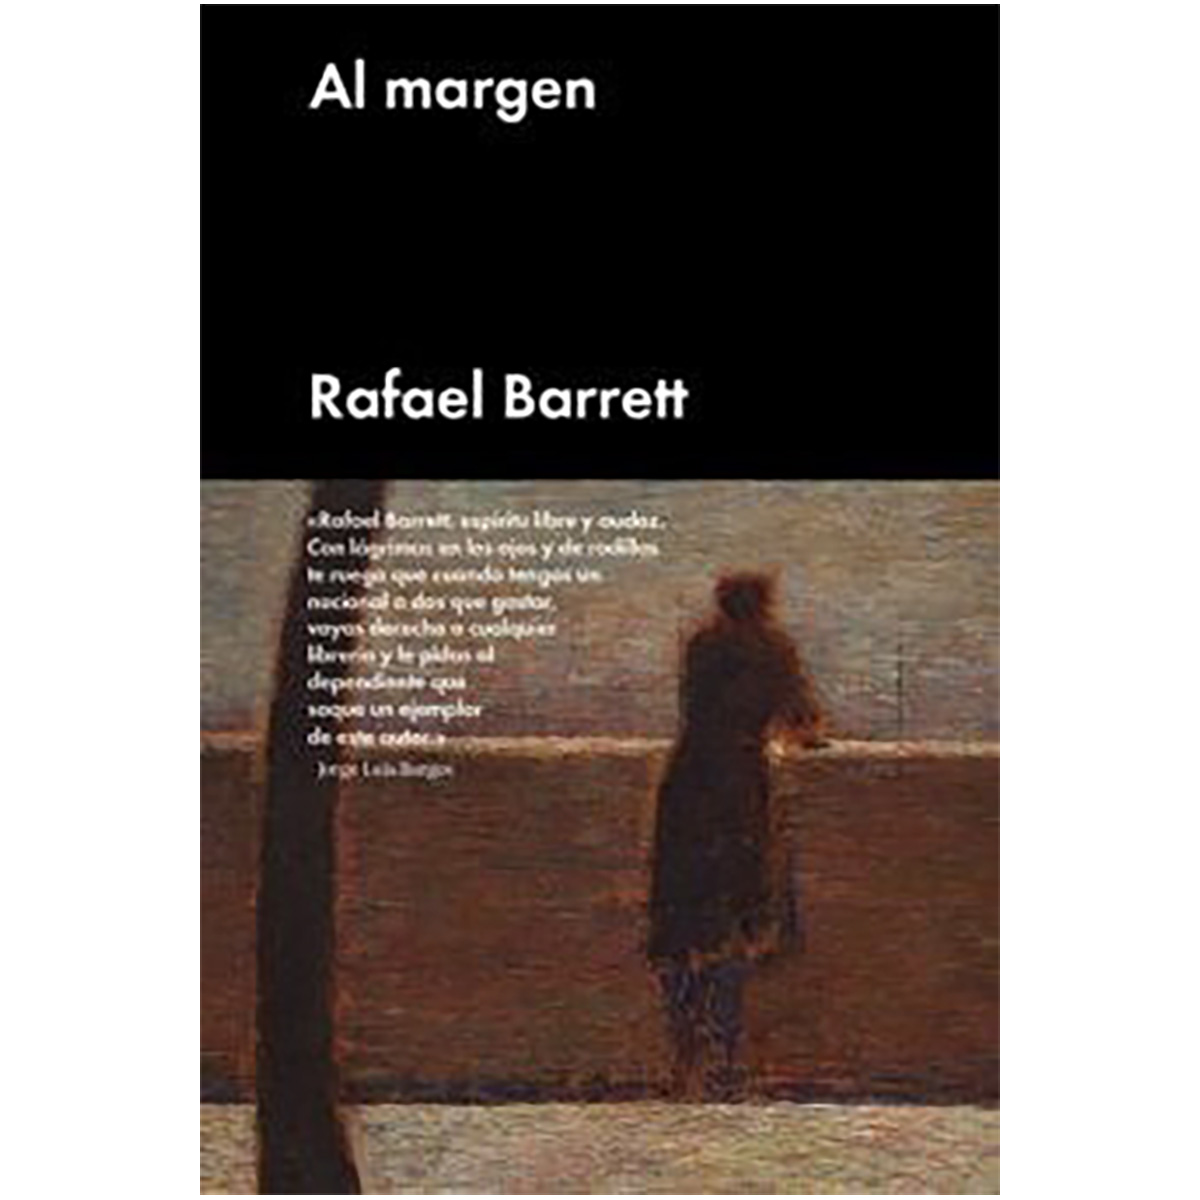 Al margen
Rafael Barrett
«Rafael Barrett, espíritu libre y audaz.
Con lágrimas en los ojos y de rodillas
te ruego que cuando tengas un
nacional o dos que gastar,
vayas derecho a cualquier
librería y le pidas al
dependiente que
saque un ejemplar
de este autor.»
Jorge Luis Borges